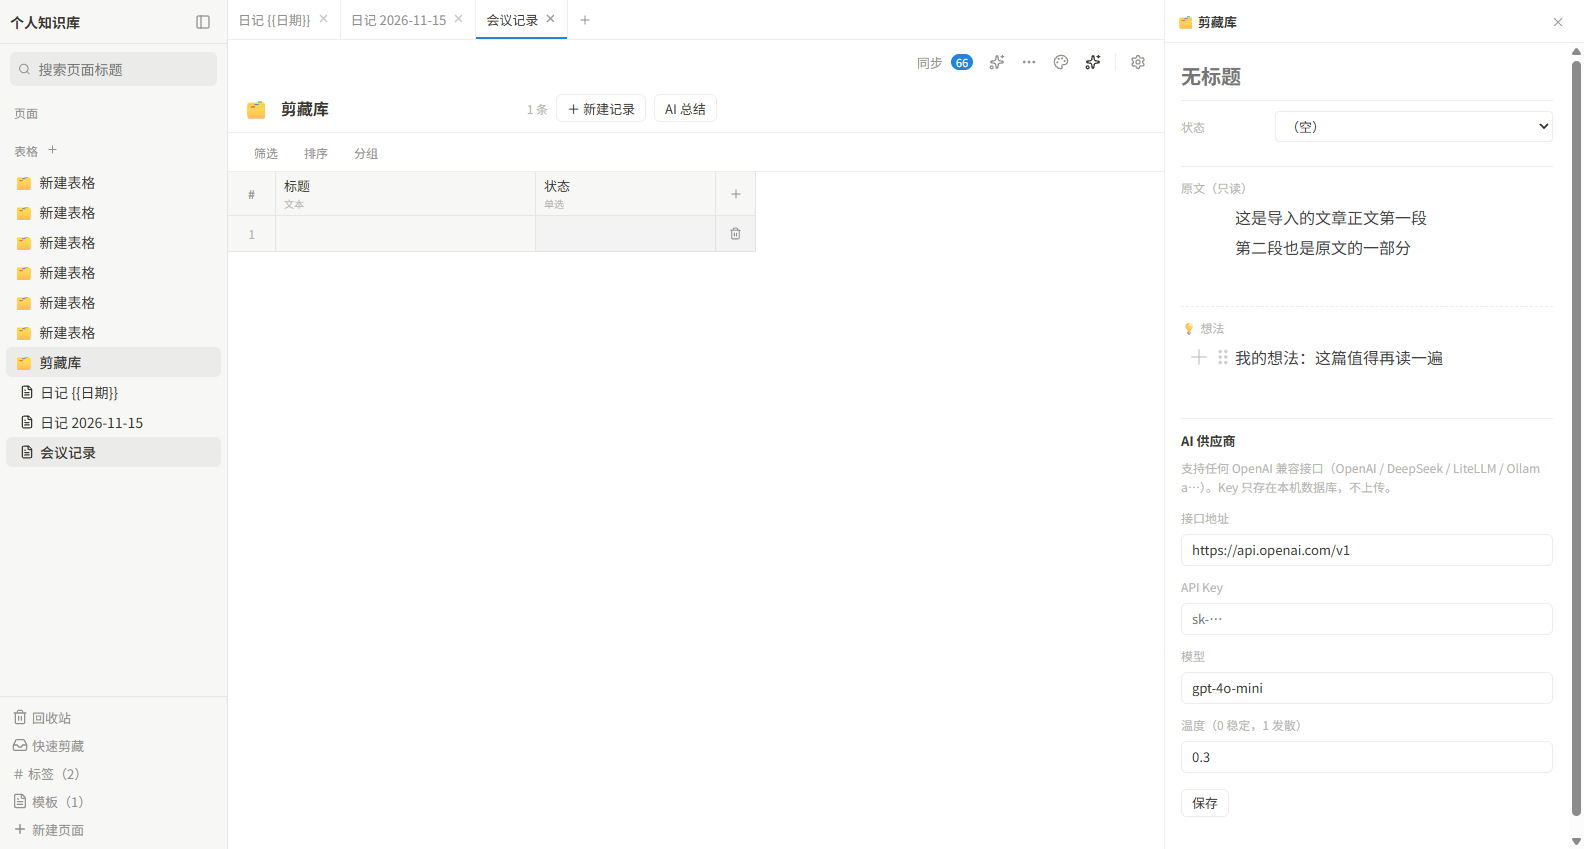 个人知识库
搜索页面标题
页面
表格
新建表格
新建表格
新建表格
新建表格
新建表格
新建表格
剪藏库
日记 {{日期}}
日记 2026-11-15
会议记录
回收站
快速剪藏
# 标签（2）
模板（1）
新建页面
日记 {{日期}}
日记 2026-11-15
会议记录
同步 66
剪藏库
1 条
新建记录
AI 总结
筛选 排序 分组
# 标题 状态
文本 单选
1
剪藏库
无标题
状态 （空）
原文（只读）
这是导入的文章正文第一段
第二段也是原文的一部分
想法
我的想法：这篇值得再读一遍
AI 供应商
支持任何 OpenAI 兼容接口（OpenAI / DeepSeek / LiteLLM / Ollam
a…）。Key 只存在本机数据库，不上传。
接口地址
https://api.openai.com/v1
API Key
sk-…
模型
gpt-4o-mini
温度（0 稳定，1 发散）
0.3
保存